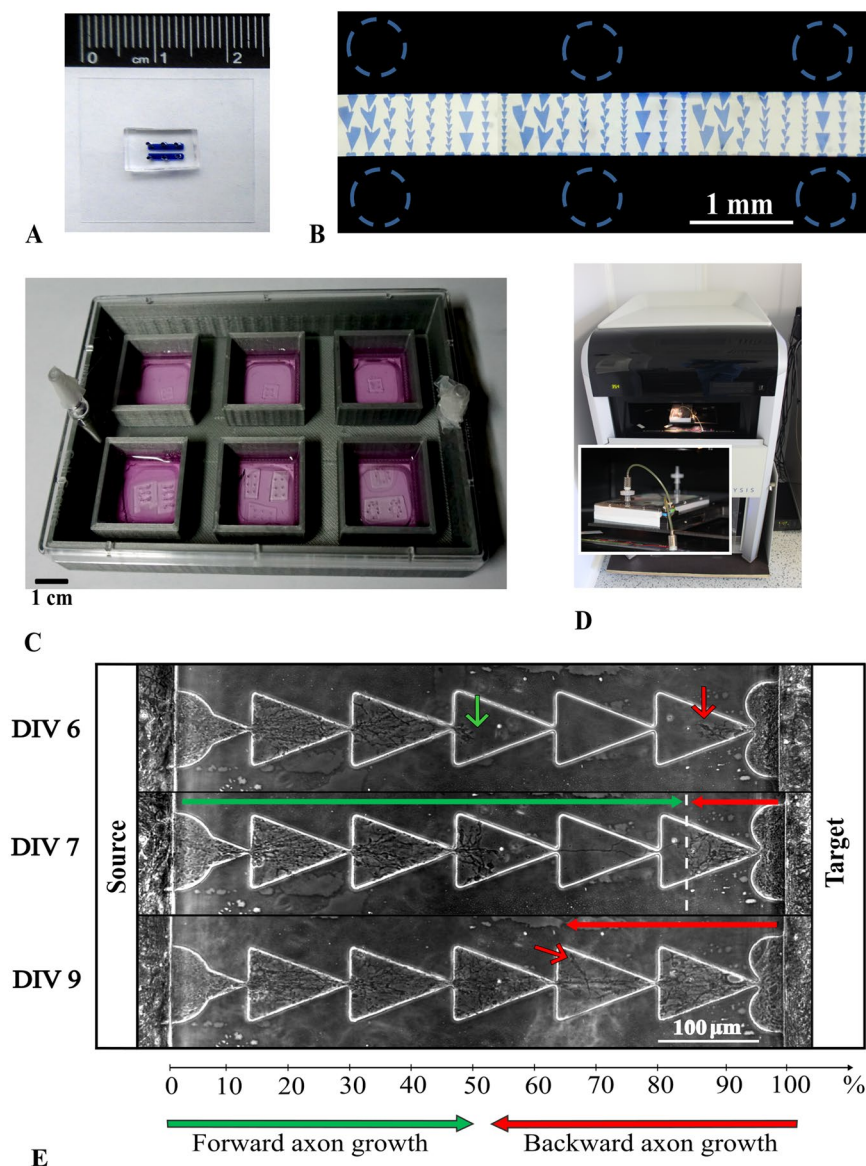 0 1 2
cm
A
B
1 mm
1 cm
C
D
DIV 6
DIV 7
DIV 9
Source
Target
100 µm
0 10 20 30 40 50 60 70 80 90 100 %
Forward axon growth
Backward axon growth
E